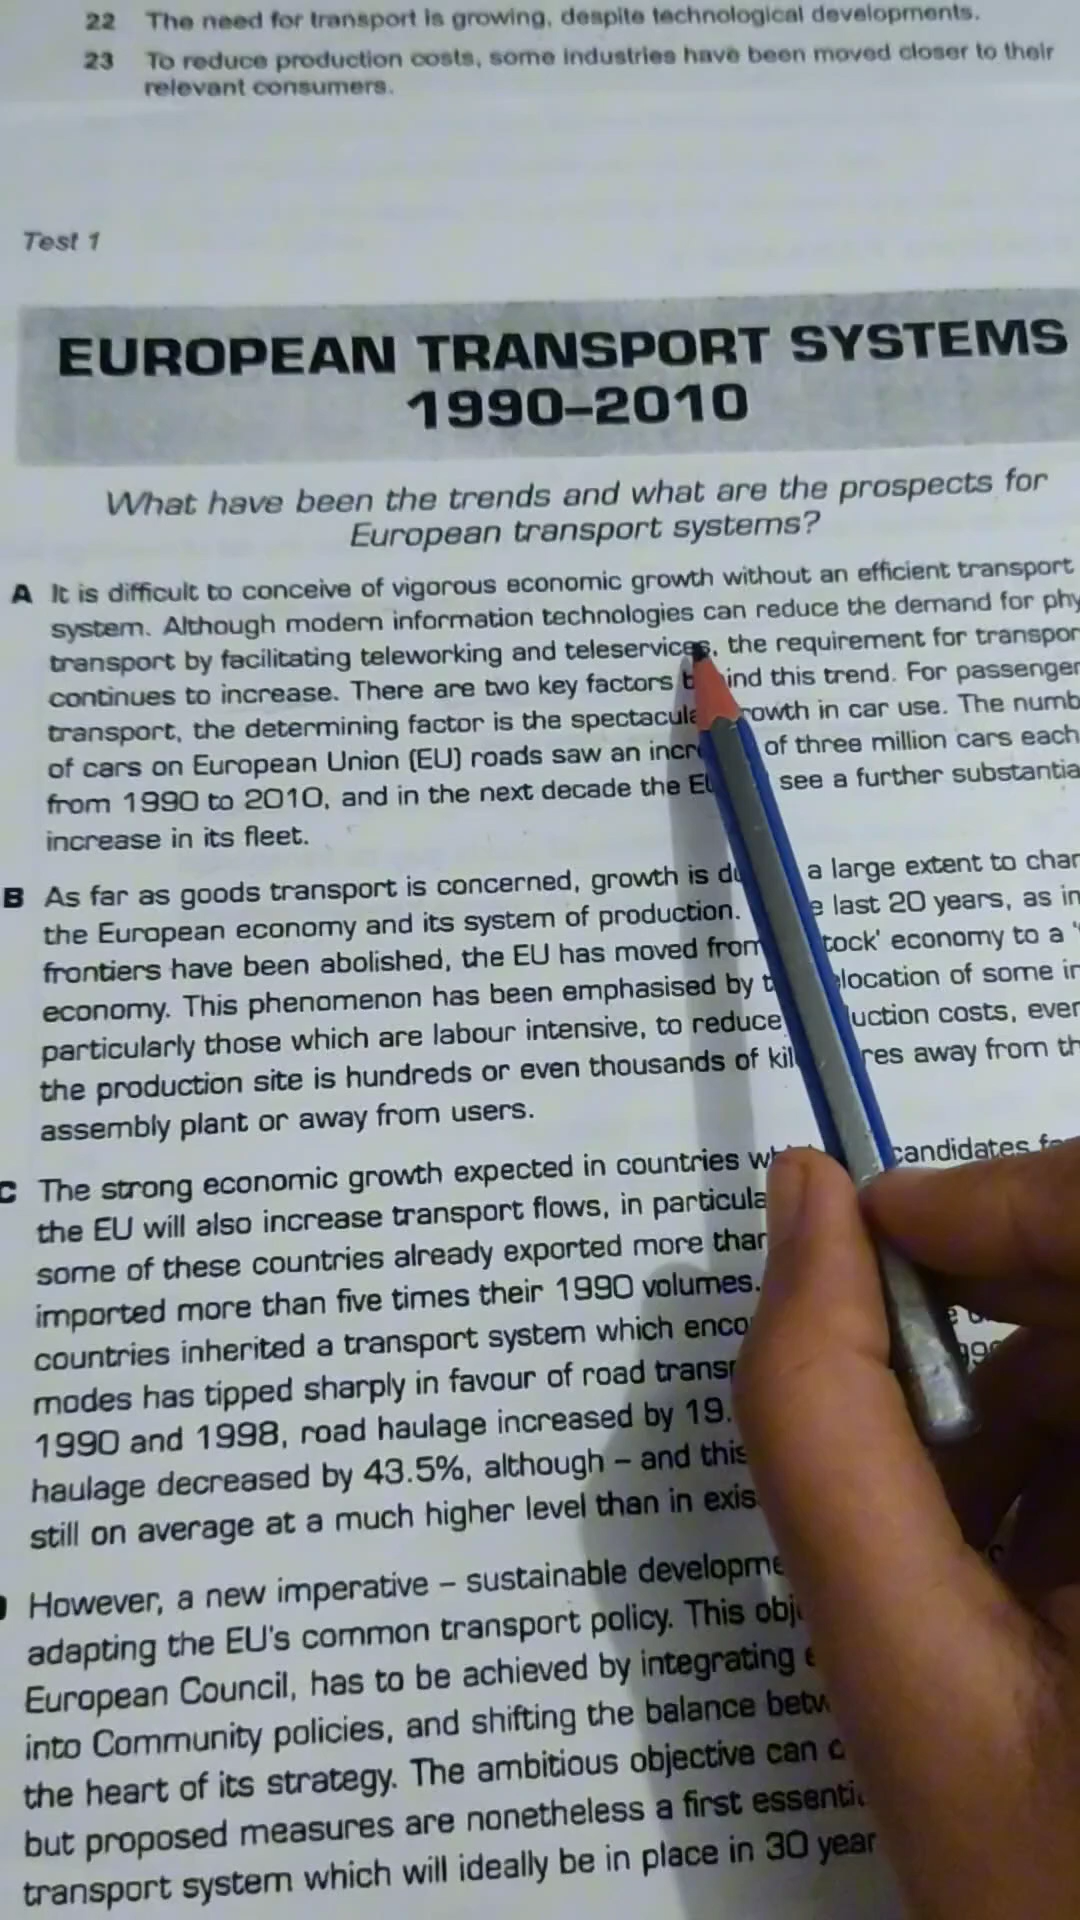 22 The need for transport is growing, despite technological developments.
23 To reduce production costs, some industries have been moved closer to their
relevant consumers.
Test 1
EUROPEAN TRANSPORT SYSTEMS
1990–2010
What have been the trends and what are the prospects for
European transport systems?
A It is difficult to conceive of vigorous economic growth without an efficient transport
system. Although modern information technologies can reduce the demand for phy
transport by facilitating teleworking and teleservices, the requirement for transpor
continues to increase. There are two key factors b ind this trend. For passenger
transport, the determining factor is the spectacula rowth in car use. The numb
of cars on European Union (EU) roads saw an incre of three million cars each
from 1990 to 2010, and in the next decade the EU see a further substantia
increase in its fleet.
B As far as goods transport is concerned, growth is du a large extent to char
the European economy and its system of production. e last 20 years, as in
frontiers have been abolished, the EU has moved from tock' economy to a
economy. This phenomenon has been emphasised by t location of some in
particularly those which are labour intensive, to reduce uction costs, ever
the production site is hundreds or even thousands of kil res away from th
assembly plant or away from users.
C The strong economic growth expected in countries wh candidates fo
the EU will also increase transport flows, in particula
some of these countries already exported more than
imported more than five times their 1990 volumes.
countries inherited a transport system which enco
modes has tipped sharply in favour of road transp
1990 and 1998, road haulage increased by 19.
haulage decreased by 43.5%, although – and this
still on average at a much higher level than in exis
However, a new imperative – sustainable developme
adapting the EU's common transport policy. This obje
European Council, has to be achieved by integrating e
into Community policies, and shifting the balance betw
the heart of its strategy. The ambitious objective can o
but proposed measures are nonetheless a first essentia
transport system which will ideally be in place in 30 year